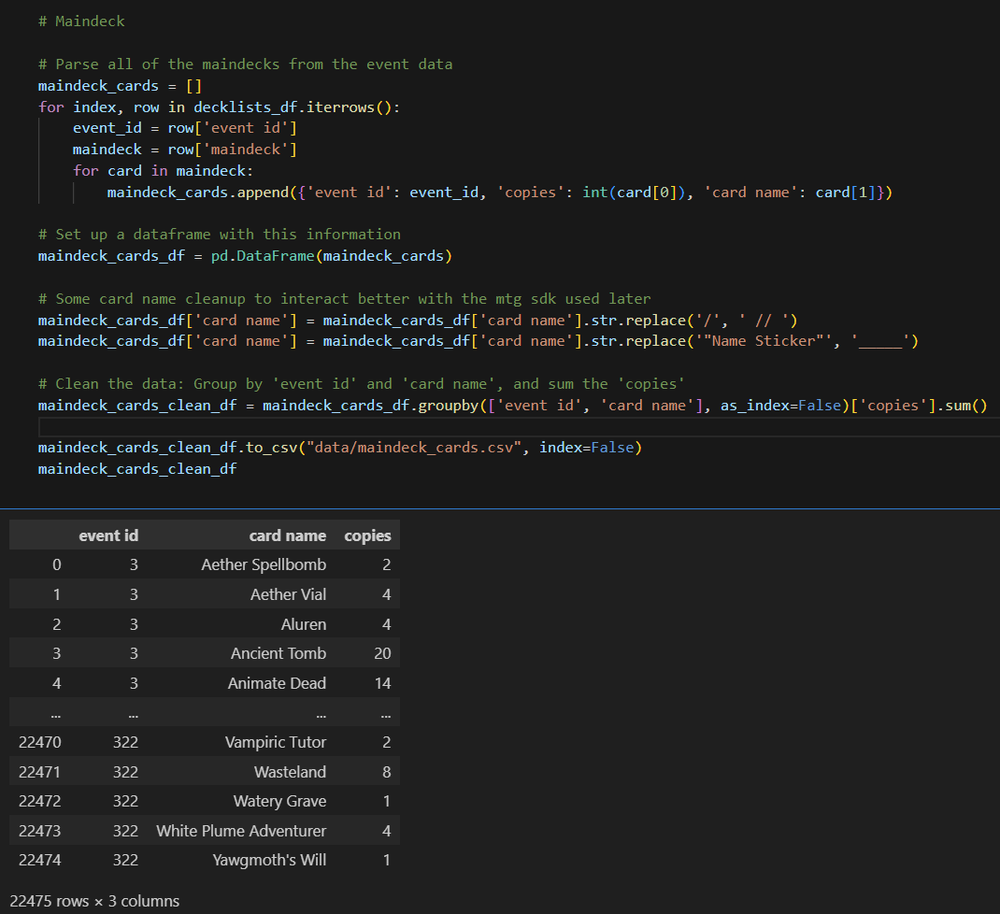 # Maindeck
# Parse all of the maindecks from the event data
maindeck_cards = []
for index, row in decklists_df.iterrows():
    event_id = row['event id']
    maindeck = row['maindeck']
    for card in maindeck:
        maindeck_cards.append({'event id': event_id, 'copies': int(card[0]), 'card name': card[1]})
# Set up a dataframe with this information
maindeck_cards_df = pd.DataFrame(maindeck_cards)
# Some card name cleanup to interact better with the mtg sdk used later
maindeck_cards_df['card name'] = maindeck_cards_df['card name'].str.replace('/', ' // ')
maindeck_cards_df['card name'] = maindeck_cards_df['card name'].str.replace('"Name Sticker"', '_____')
# Clean the data: Group by 'event id' and 'card name', and sum the 'copies'
maindeck_cards_clean_df = maindeck_cards_df.groupby(['event id', 'card name'], as_index=False)['copies'].sum()
maindeck_cards_clean_df.to_csv("data/maindeck_cards.csv", index=False)
maindeck_cards_clean_df
event id card name copies
0 3 Aether Spellbomb 2
1 3 Aether Vial 4
2 3 Aluren 4
3 3 Ancient Tomb 20
4 3 Animate Dead 14
... ... ... ...
22470 322 Vampiric Tutor 2
22471 322 Wasteland 8
22472 322 Watery Grave 1
22473 322 White Plume Adventurer 4
22474 322 Yawgmoth's Will 1
22475 rows × 3 columns